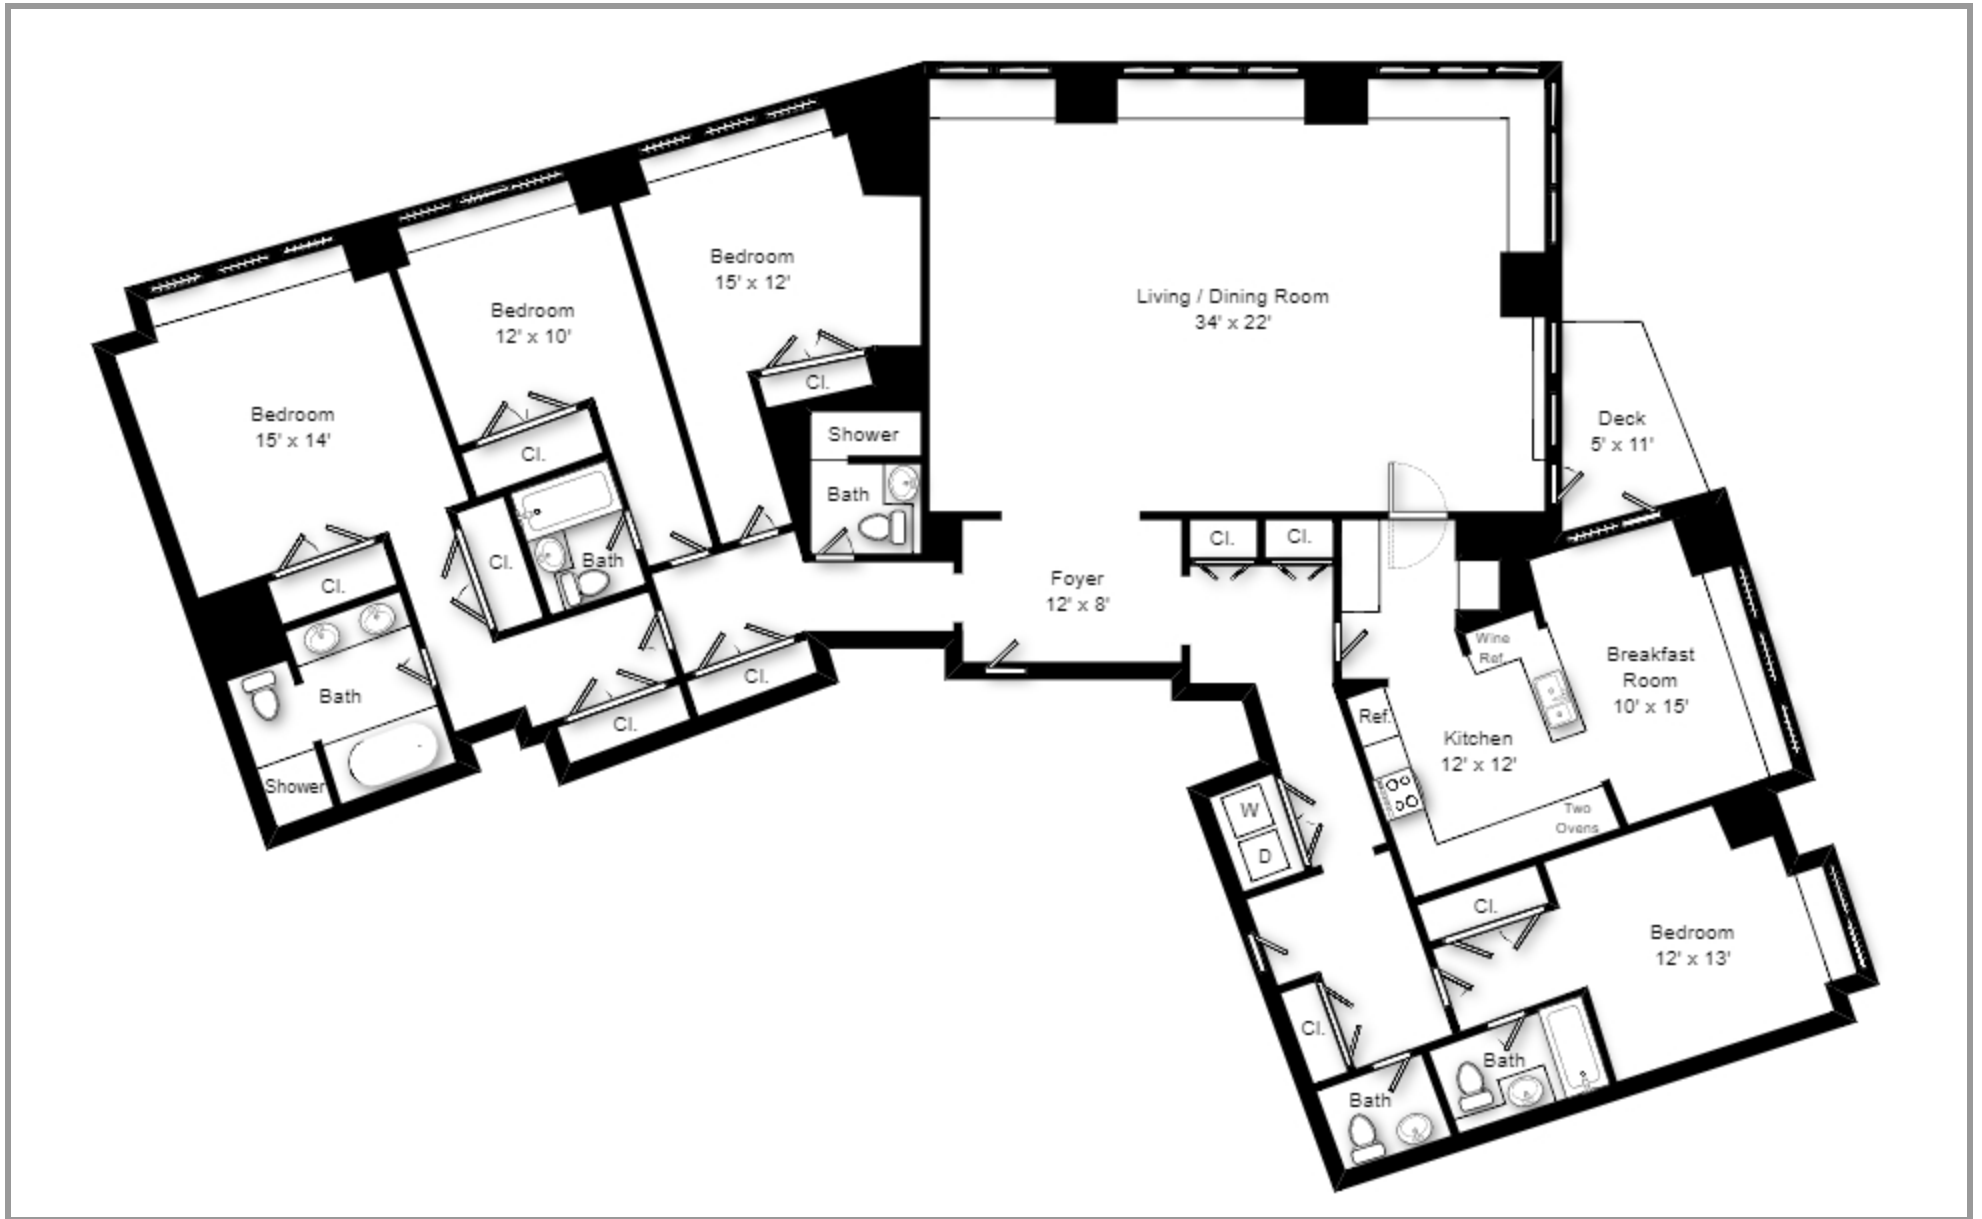 Bedroom
15' x 14'
Bedroom
12' x 10'
Bedroom
15' x 12'
Living / Dining Room
34' x 22'
Deck
5' x 11'
Cl.
Cl.
Cl.
Cl.
Shower
Bath
Bath
Bath
Shower
Cl.
Cl.
Foyer
12' x 8'
Cl.
Cl.
Wine
Ref.
Breakfast
Room
10' x 15'
Ref.
Kitchen
12' x 12'
Two
Ovens
W
D
Cl.
Bedroom
12' x 13'
Cl.
Bath
Bath